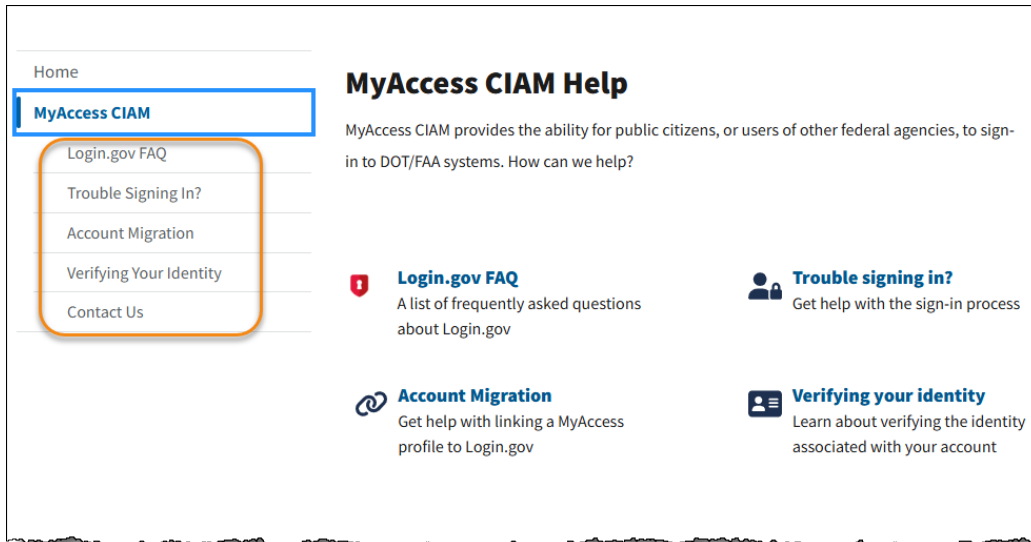 Home
MyAccess CIAM
Login.gov FAQ
Trouble Signing In?
Account Migration
Verifying Your Identity
Contact Us
MyAccess CIAM Help
MyAccess CIAM provides the ability for public citizens, or users of other federal agencies, to sign-
in to DOT/FAA systems. How can we help?
Login.gov FAQ
A list of frequently asked questions
about Login.gov
Trouble signing in?
Get help with the sign-in process
Account Migration
Get help with linking a MyAccess
profile to Login.gov
Verifying your identity
Learn about verifying the identity
associated with your account